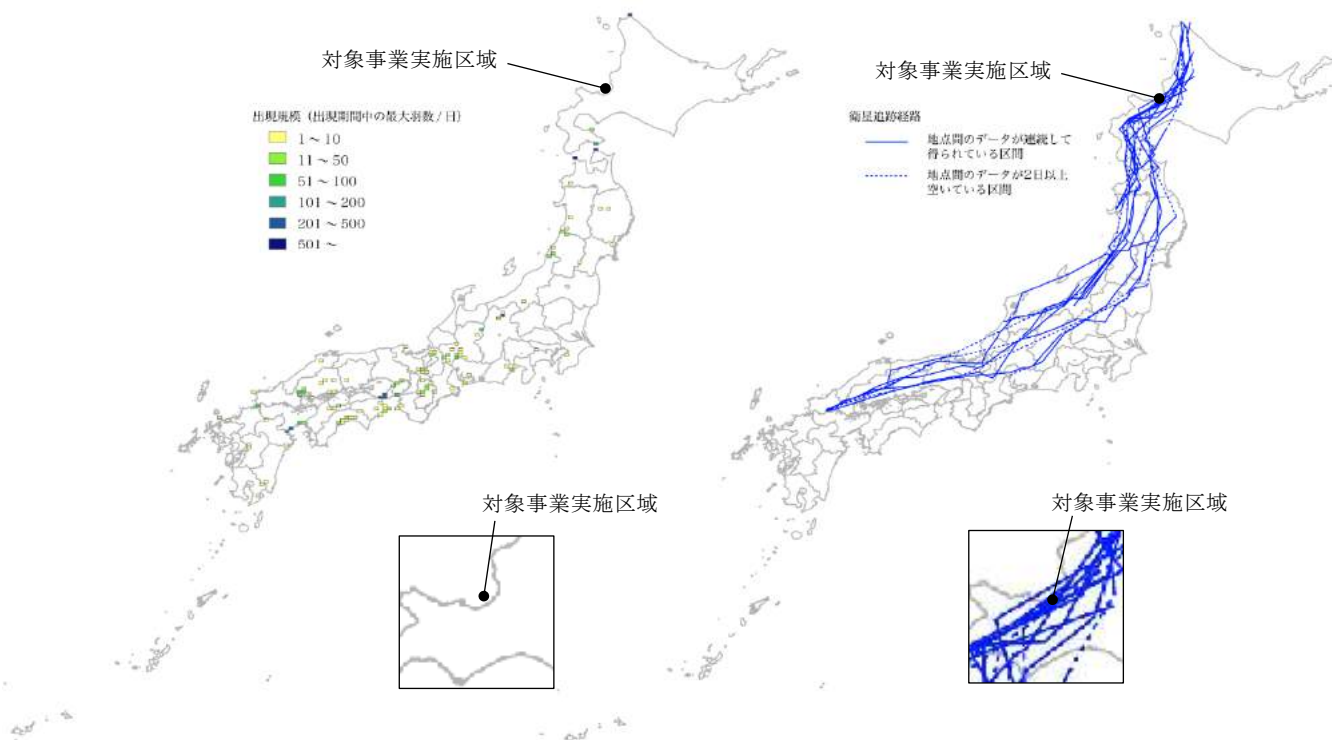 対象事業実施区域
出現規模（出現期間中の最大羽数／日）
1～10
11～50
51～100
101～200
201～500
501～
対象事業実施区域
対象事業実施区域
衛星追跡経路
地点間のデータが連続して
得られている区間
地点間のデータが2日以上
空いている区間
対象事業実施区域